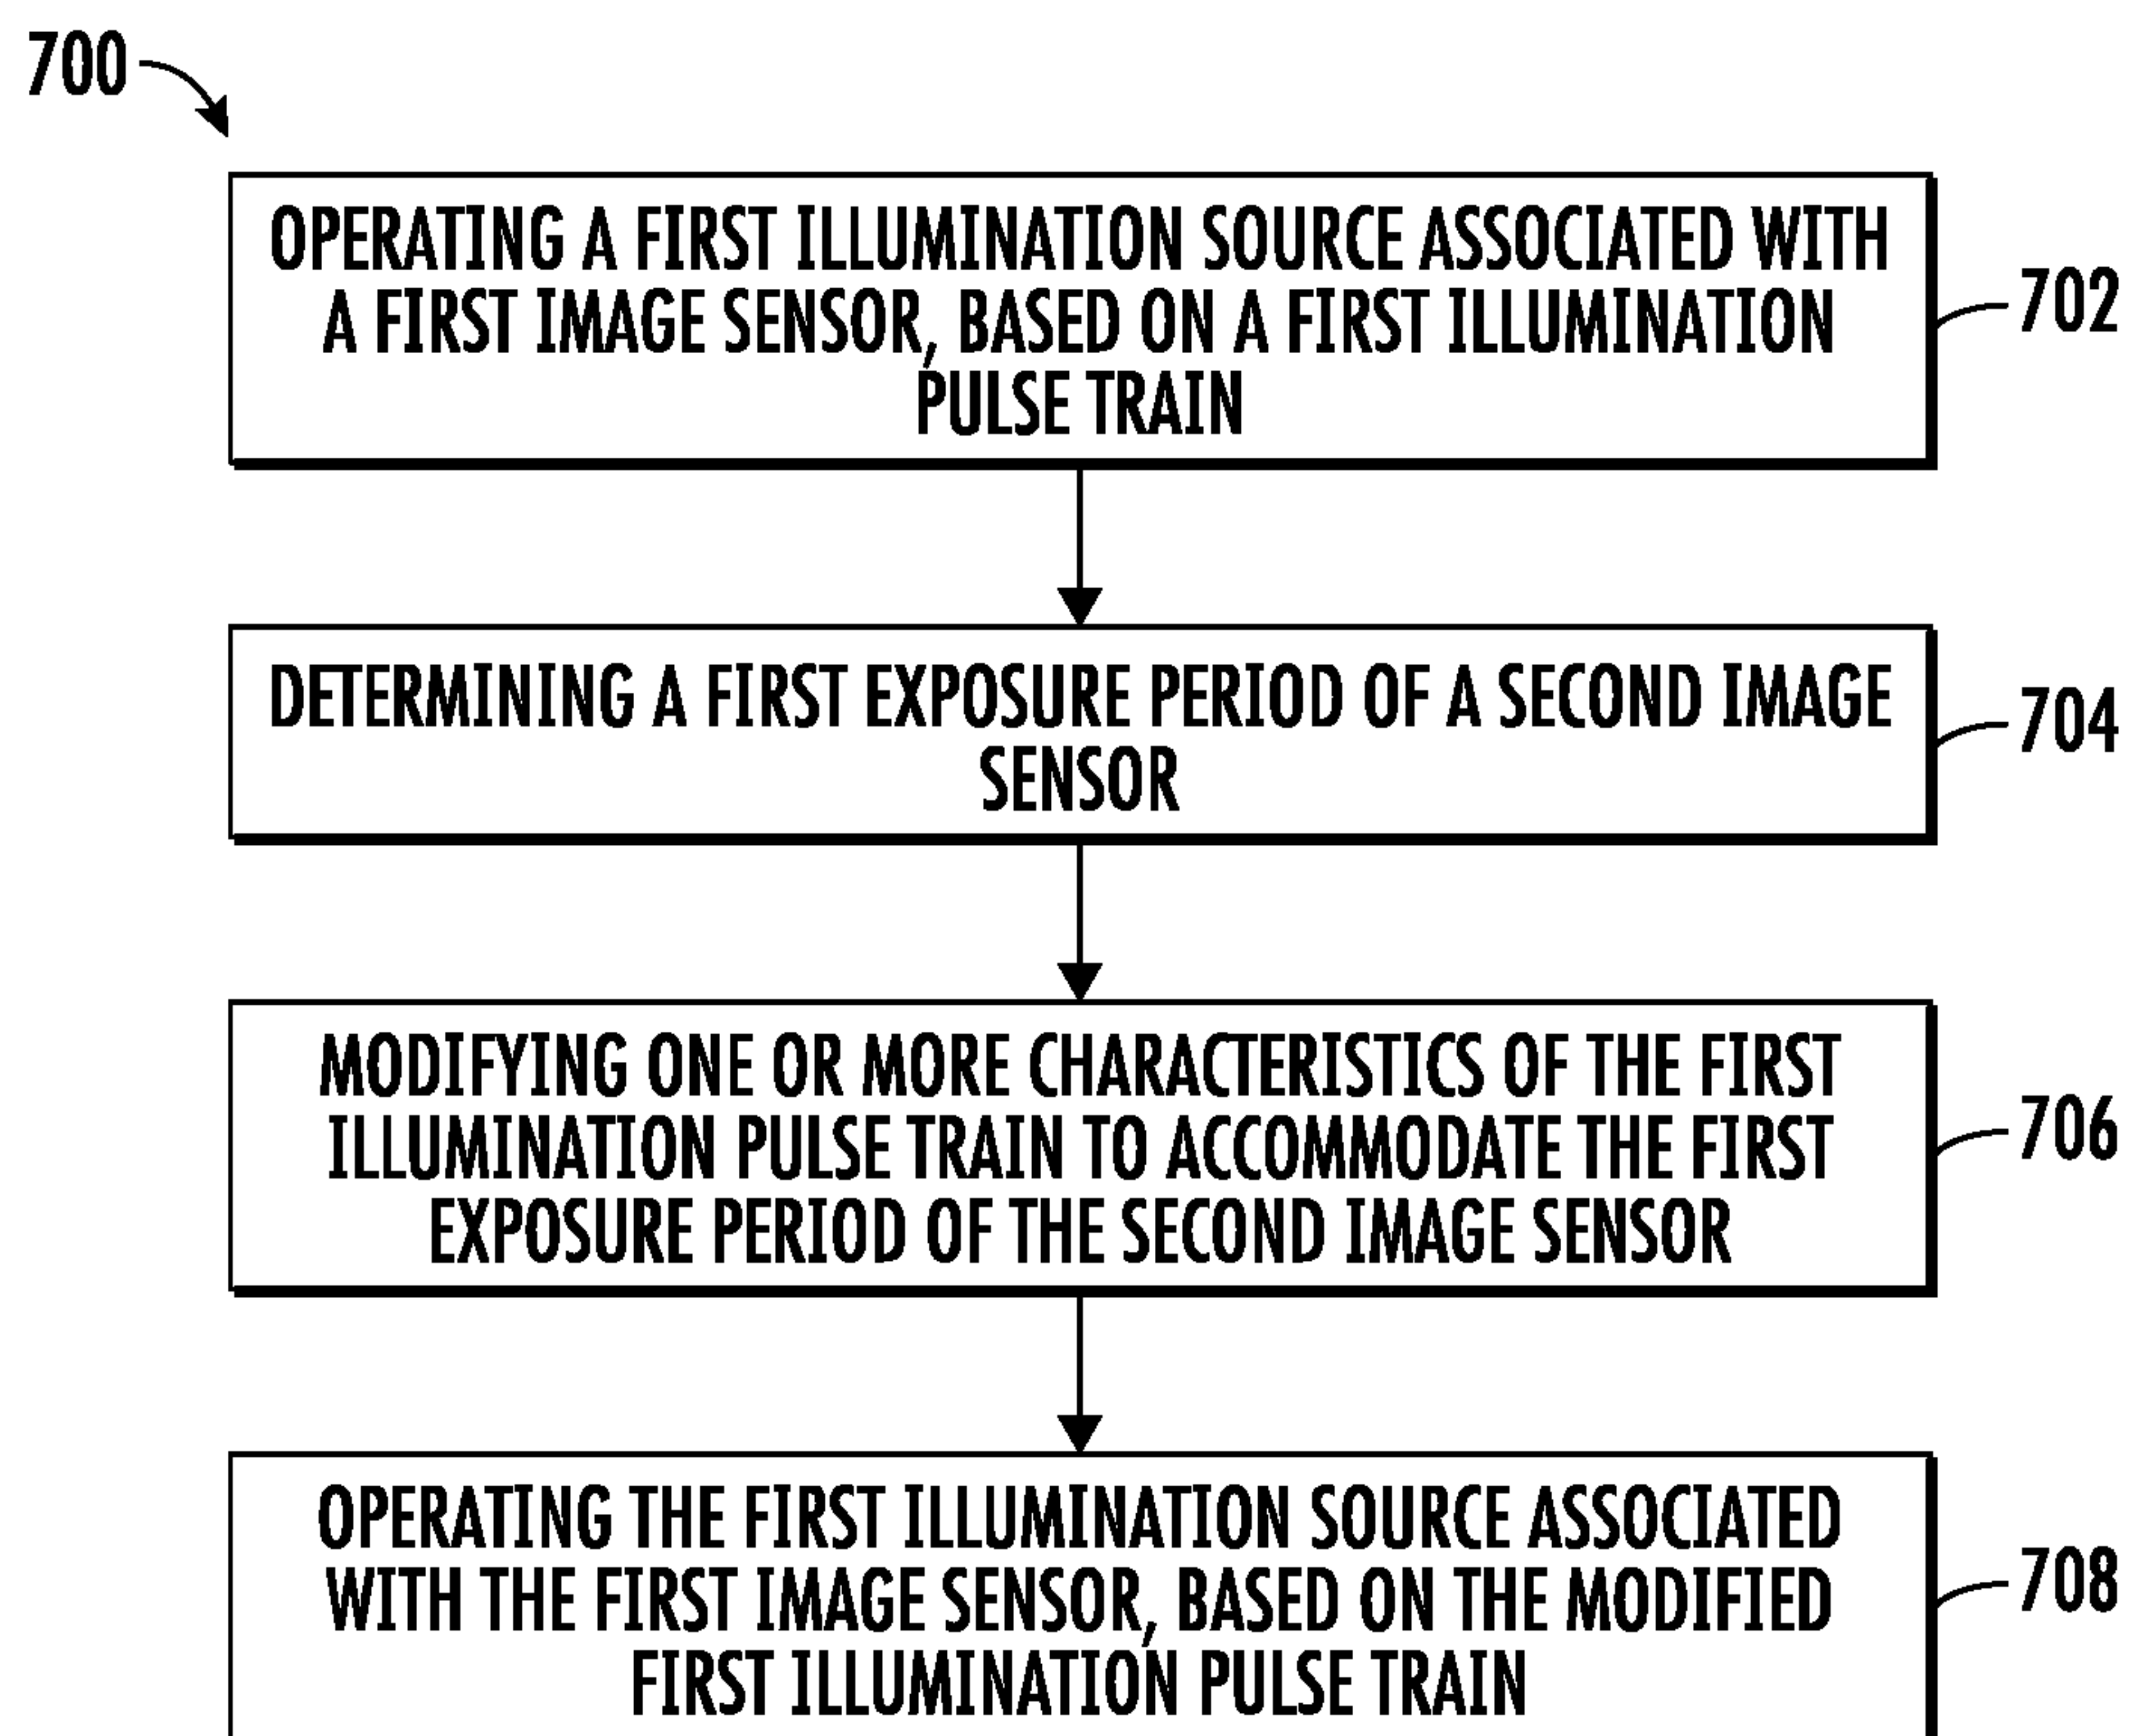 700
OPERATING A FIRST ILLUMINATION SOURCE ASSOCIATED WITH
A FIRST IMAGE SENSOR, BASED ON A FIRST ILLUMINATION
PULSE TRAIN
702
DETERMINING A FIRST EXPOSURE PERIOD OF A SECOND IMAGE
SENSOR
704
MODIFYING ONE OR MORE CHARACTERISTICS OF THE FIRST
ILLUMINATION PULSE TRAIN TO ACCOMMODATE THE FIRST
EXPOSURE PERIOD OF THE SECOND IMAGE SENSOR
706
OPERATING THE FIRST ILLUMINATION SOURCE ASSOCIATED
WITH THE FIRST IMAGE SENSOR, BASED ON THE MODIFIED
FIRST ILLUMINATION PULSE TRAIN
708